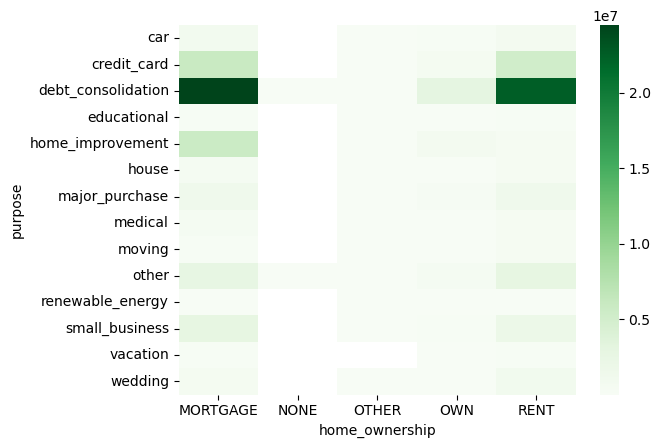 1e7
car
credit_card
debt_consolidation
educational
home_improvement
house
major_purchase
medical
moving
other
renewable_energy
small_business
vacation
wedding
purpose
MORTGAGE NONE OTHER OWN RENT
home_ownership
2.0
1.5
1.0
0.5